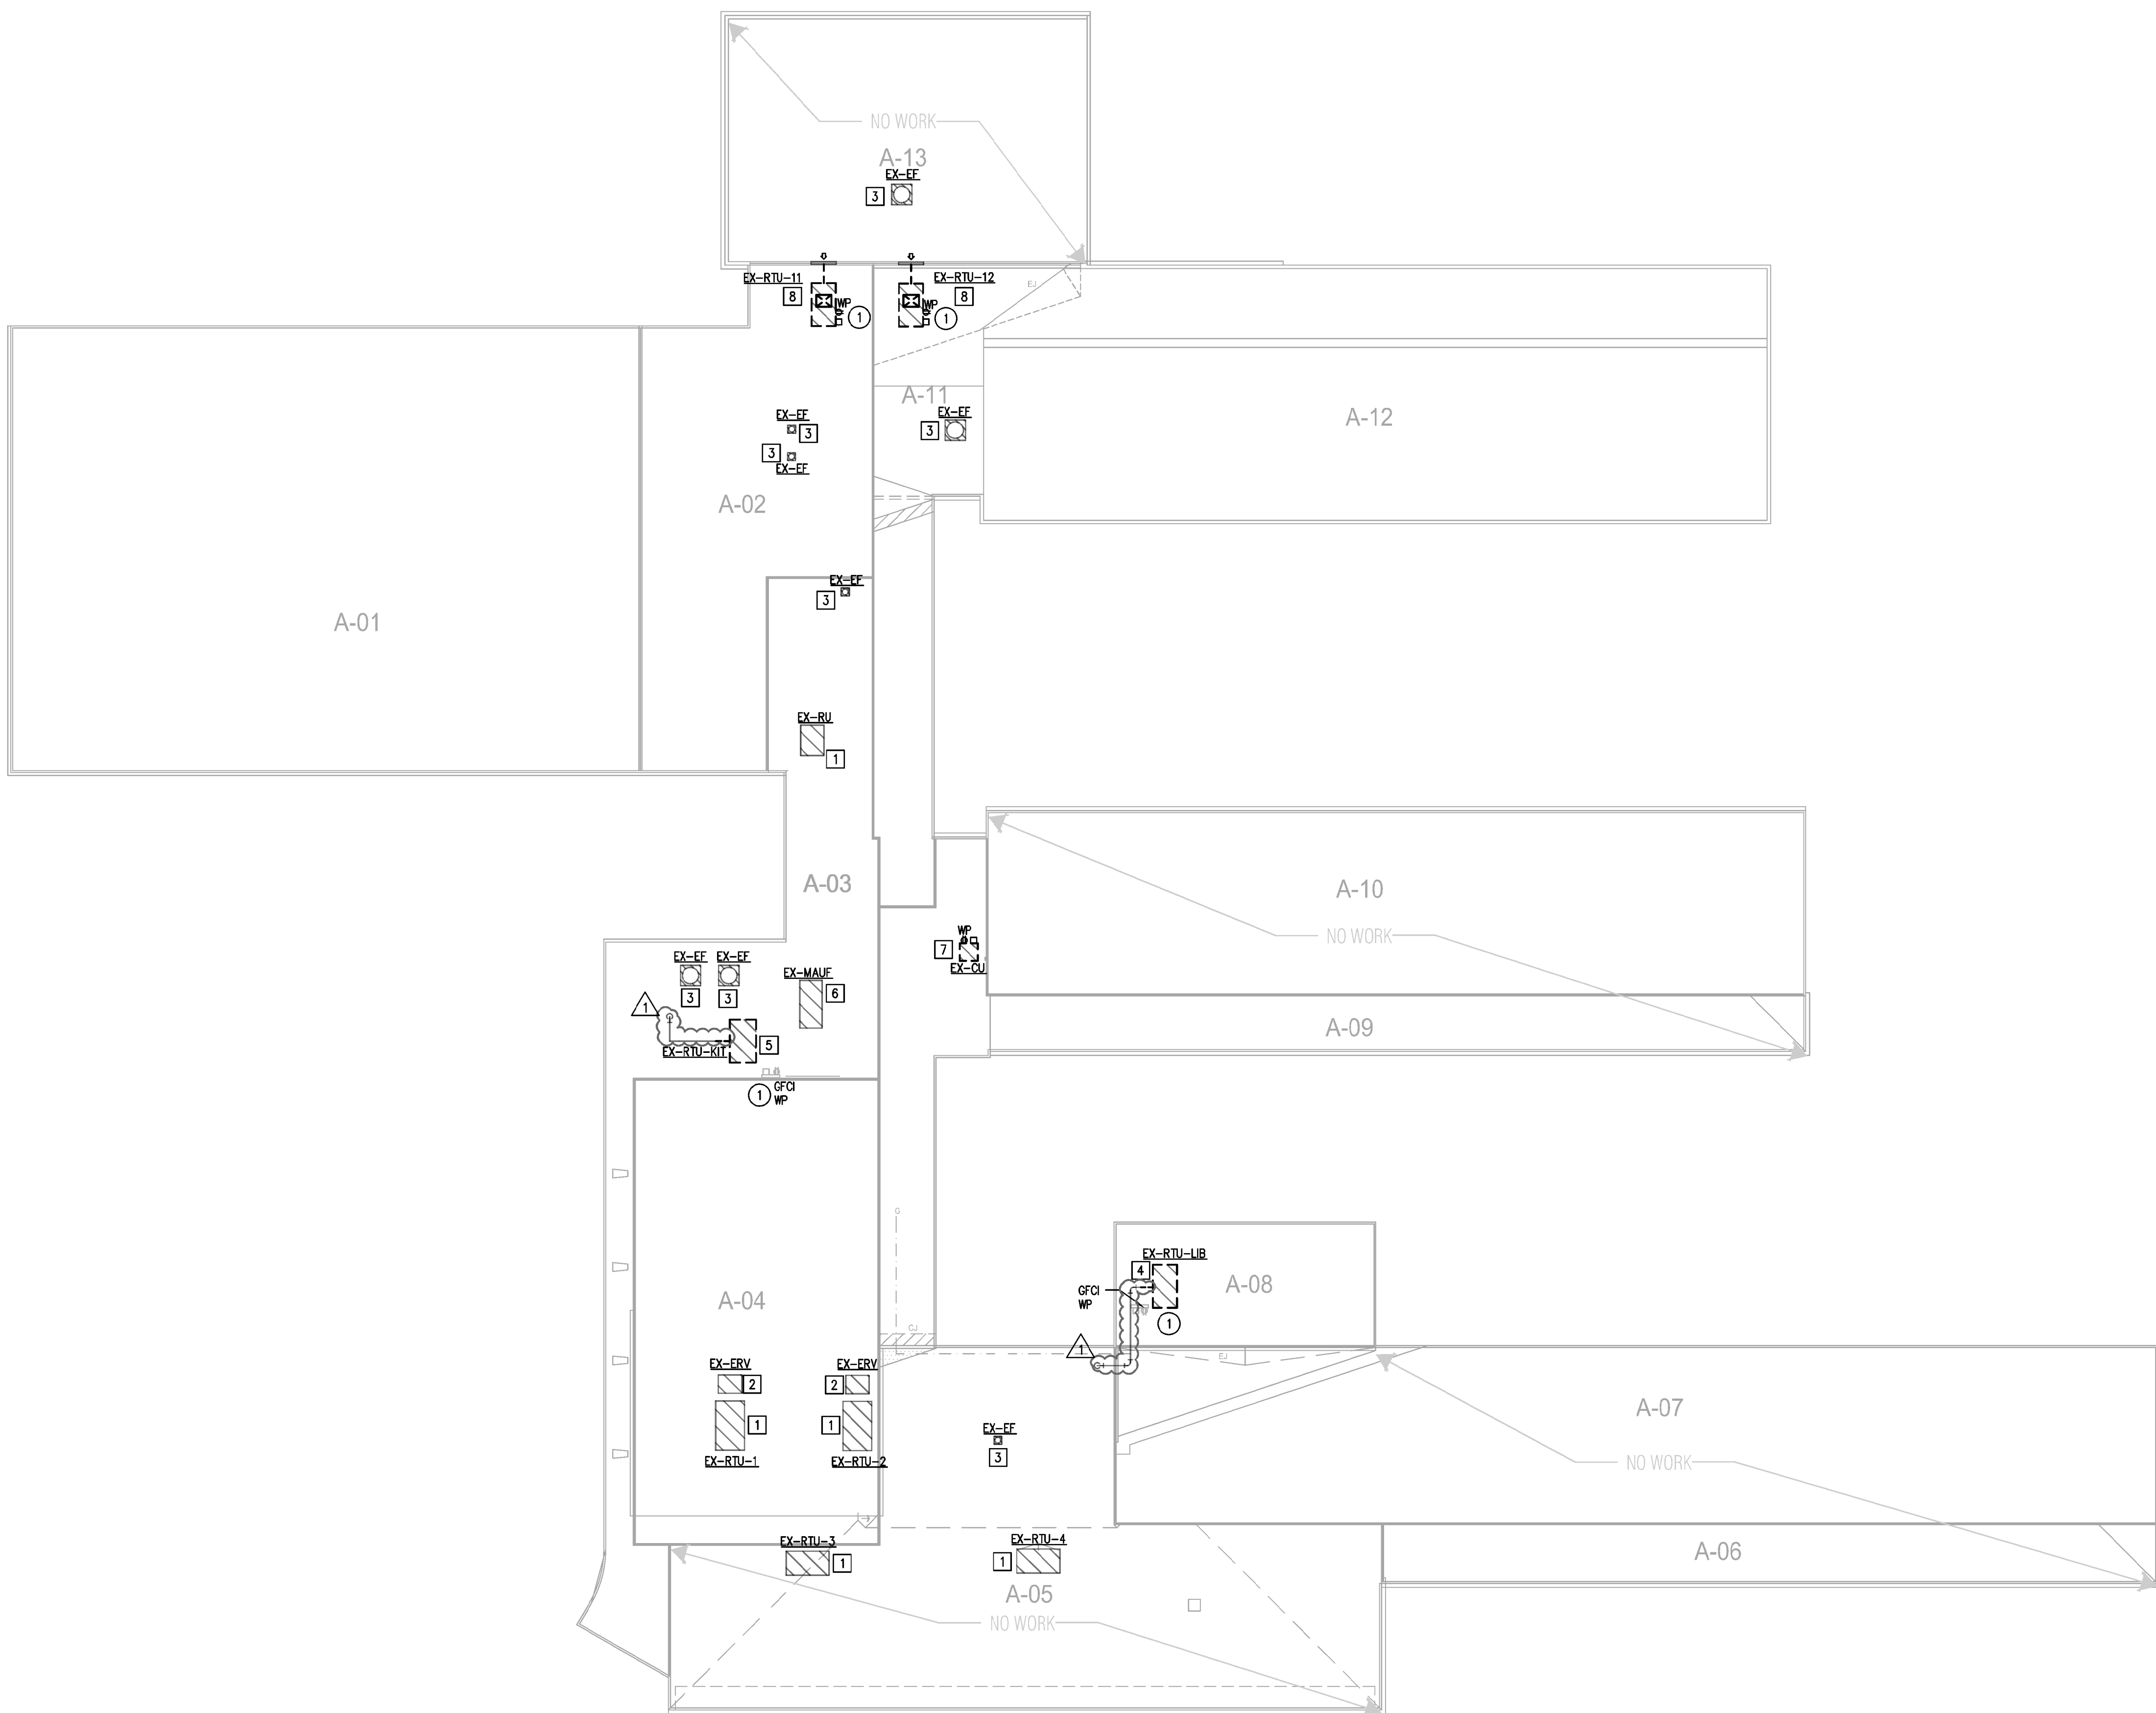 NO WORK
A-13
EX-EF
3
EX-RTU-11
8
WP
1
EX-RTU-12
8
WP
1
EJ
A-11
EX-EF
3
A-12
EX-EF
3
3
EX-EF
A-02
EX-EF
3
A-01
EX-RU
1
A-03
A-10
NO WORK
WP
7
EX-CU
A-09
EX-EF
EX-EF
3
3
EX-MAUF
6
1
EX-RTU-KIT
5
1
GFCI
WP
G
EX-RTU-LIB
4
A-08
GFCI
WP
1
1
A-04
EJ
A-07
NO WORK
EX-ERV
2
EX-ERV
2
1
1
EX-RTU-1
EX-RTU-2
EX-EF
3
EX-RTU-3
1
EX-RTU-4
1
A-05
NO WORK
A-06